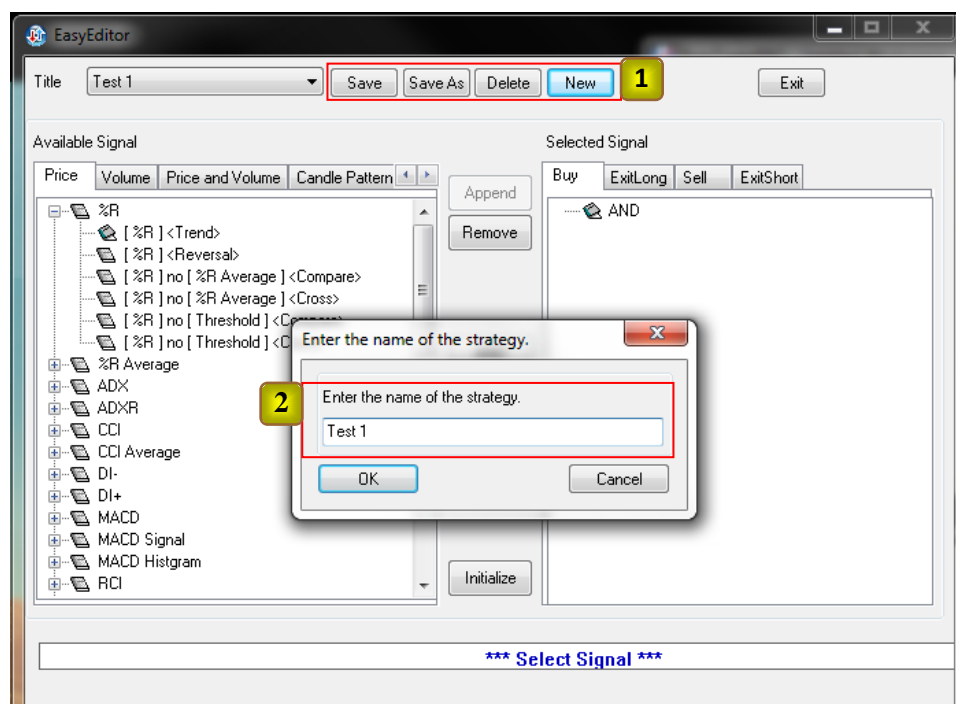 EasyEditor
Title Test 1 Save Save As Delete New 1 Exit
Available Signal Selected Signal
Price Volume Price and Volume Candle Pattern Buy ExitLong Sell ExitShort
Append
Remove
Initialize
%R
[ %R ] <Trend>
[ %R ] <Reversal>
[ %R ] no [ %R Average ] <Compare>
[ %R ] no [ %R Average ] <Cross>
[ %R ] no [ Threshold ]
[ %R ] no [ Threshold ] <C
%R Average
ADX
ADXR
CCI
CCI Average
DI-
DI+
MACD
MACD Signal
MACD Histgram
RCI
AND
Enter the name of the strategy.
2
Enter the name of the strategy.
Test 1
OK Cancel
*** Select Signal ***